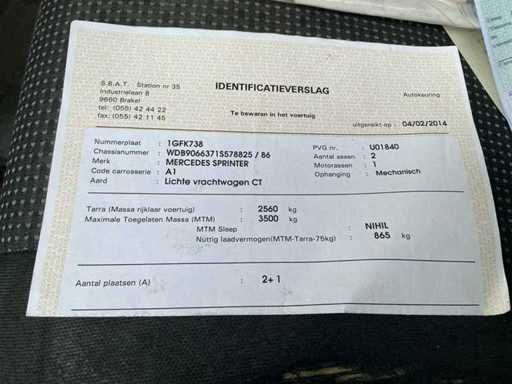 S.B.A.T. Station nr 35
Industrielaan 8
9660 Brakel
tel: (055) 42 44 22
fax: (055) 42 11 45
IDENTIFICATIEVERSLAG
Autokeuring
Te bewaren in het voertuig
uitgereikt op : 04/02/2014
Nummerplaat : 1GFK738
Chassisnummer : WDB9066371S578825 / 86
Merk : MERCEDES SPRINTER
Code carrosserie : A1
Aard : Lichte vrachtwagen CT
PVG nr. : U01840
Aantal assen : 2
Motorassen : 1
Ophanging : Mechanisch
Tarra (Massa rijklaar voertuig) : 2560 kg
Maximale Toegelaten Massa (MTM) : 3500 kg
MTM Sleep : NIHIL
Nuttig laadvermogen(MTM-Tarra-75kg) : 865 kg
Aantal plaatsen (A) : 2+1